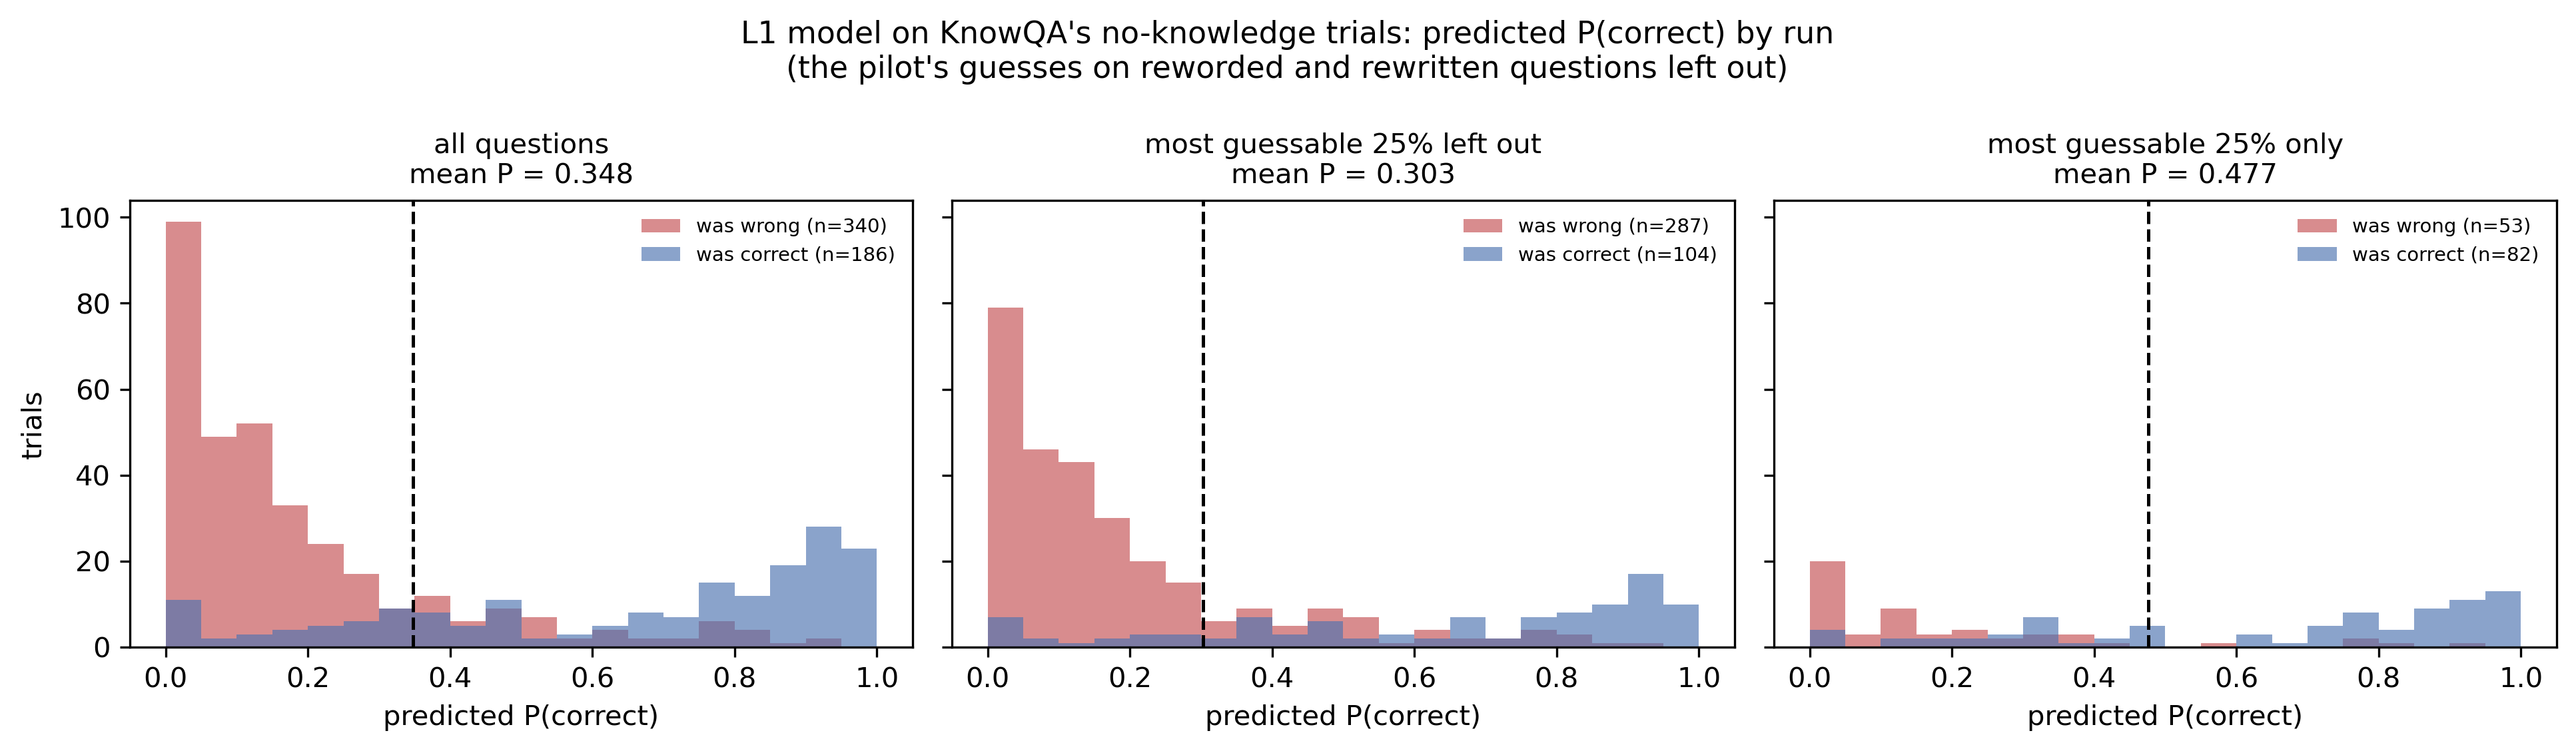 L1 model on KnowQA's no-knowledge trials: predicted P(correct) by run
(the pilot's guesses on reworded and rewritten questions left out)
all questions
mean P = 0.348
most guessable 25% left out
mean P = 0.303
most guessable 25% only
mean P = 0.477
was wrong (n=340)
was correct (n=186)
was wrong (n=287)
was correct (n=104)
was wrong (n=53)
was correct (n=82)
trials
100
80
60
40
20
0
0.0 0.2 0.4 0.6 0.8 1.0
0.0 0.2 0.4 0.6 0.8 1.0
0.0 0.2 0.4 0.6 0.8 1.0
predicted P(correct)
predicted P(correct)
predicted P(correct)